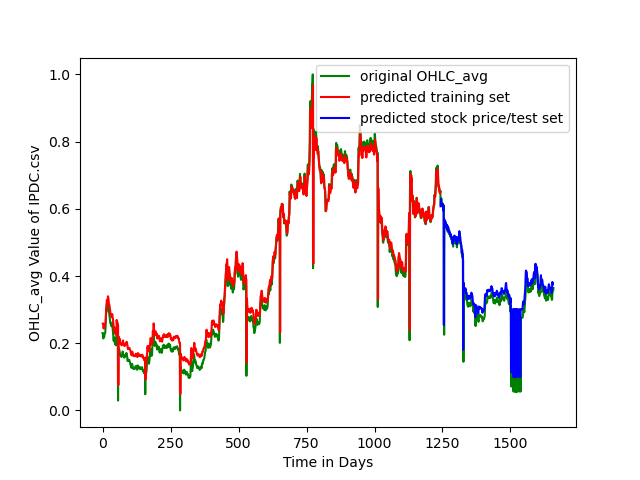 original OHLC_avg
predicted training set
predicted stock price/test set
OHLC_avg Value of IPDC.csv
1.0
0.8
0.6
0.4
0.2
0.0
0
250
500
750
1000
1250
1500
Time in Days